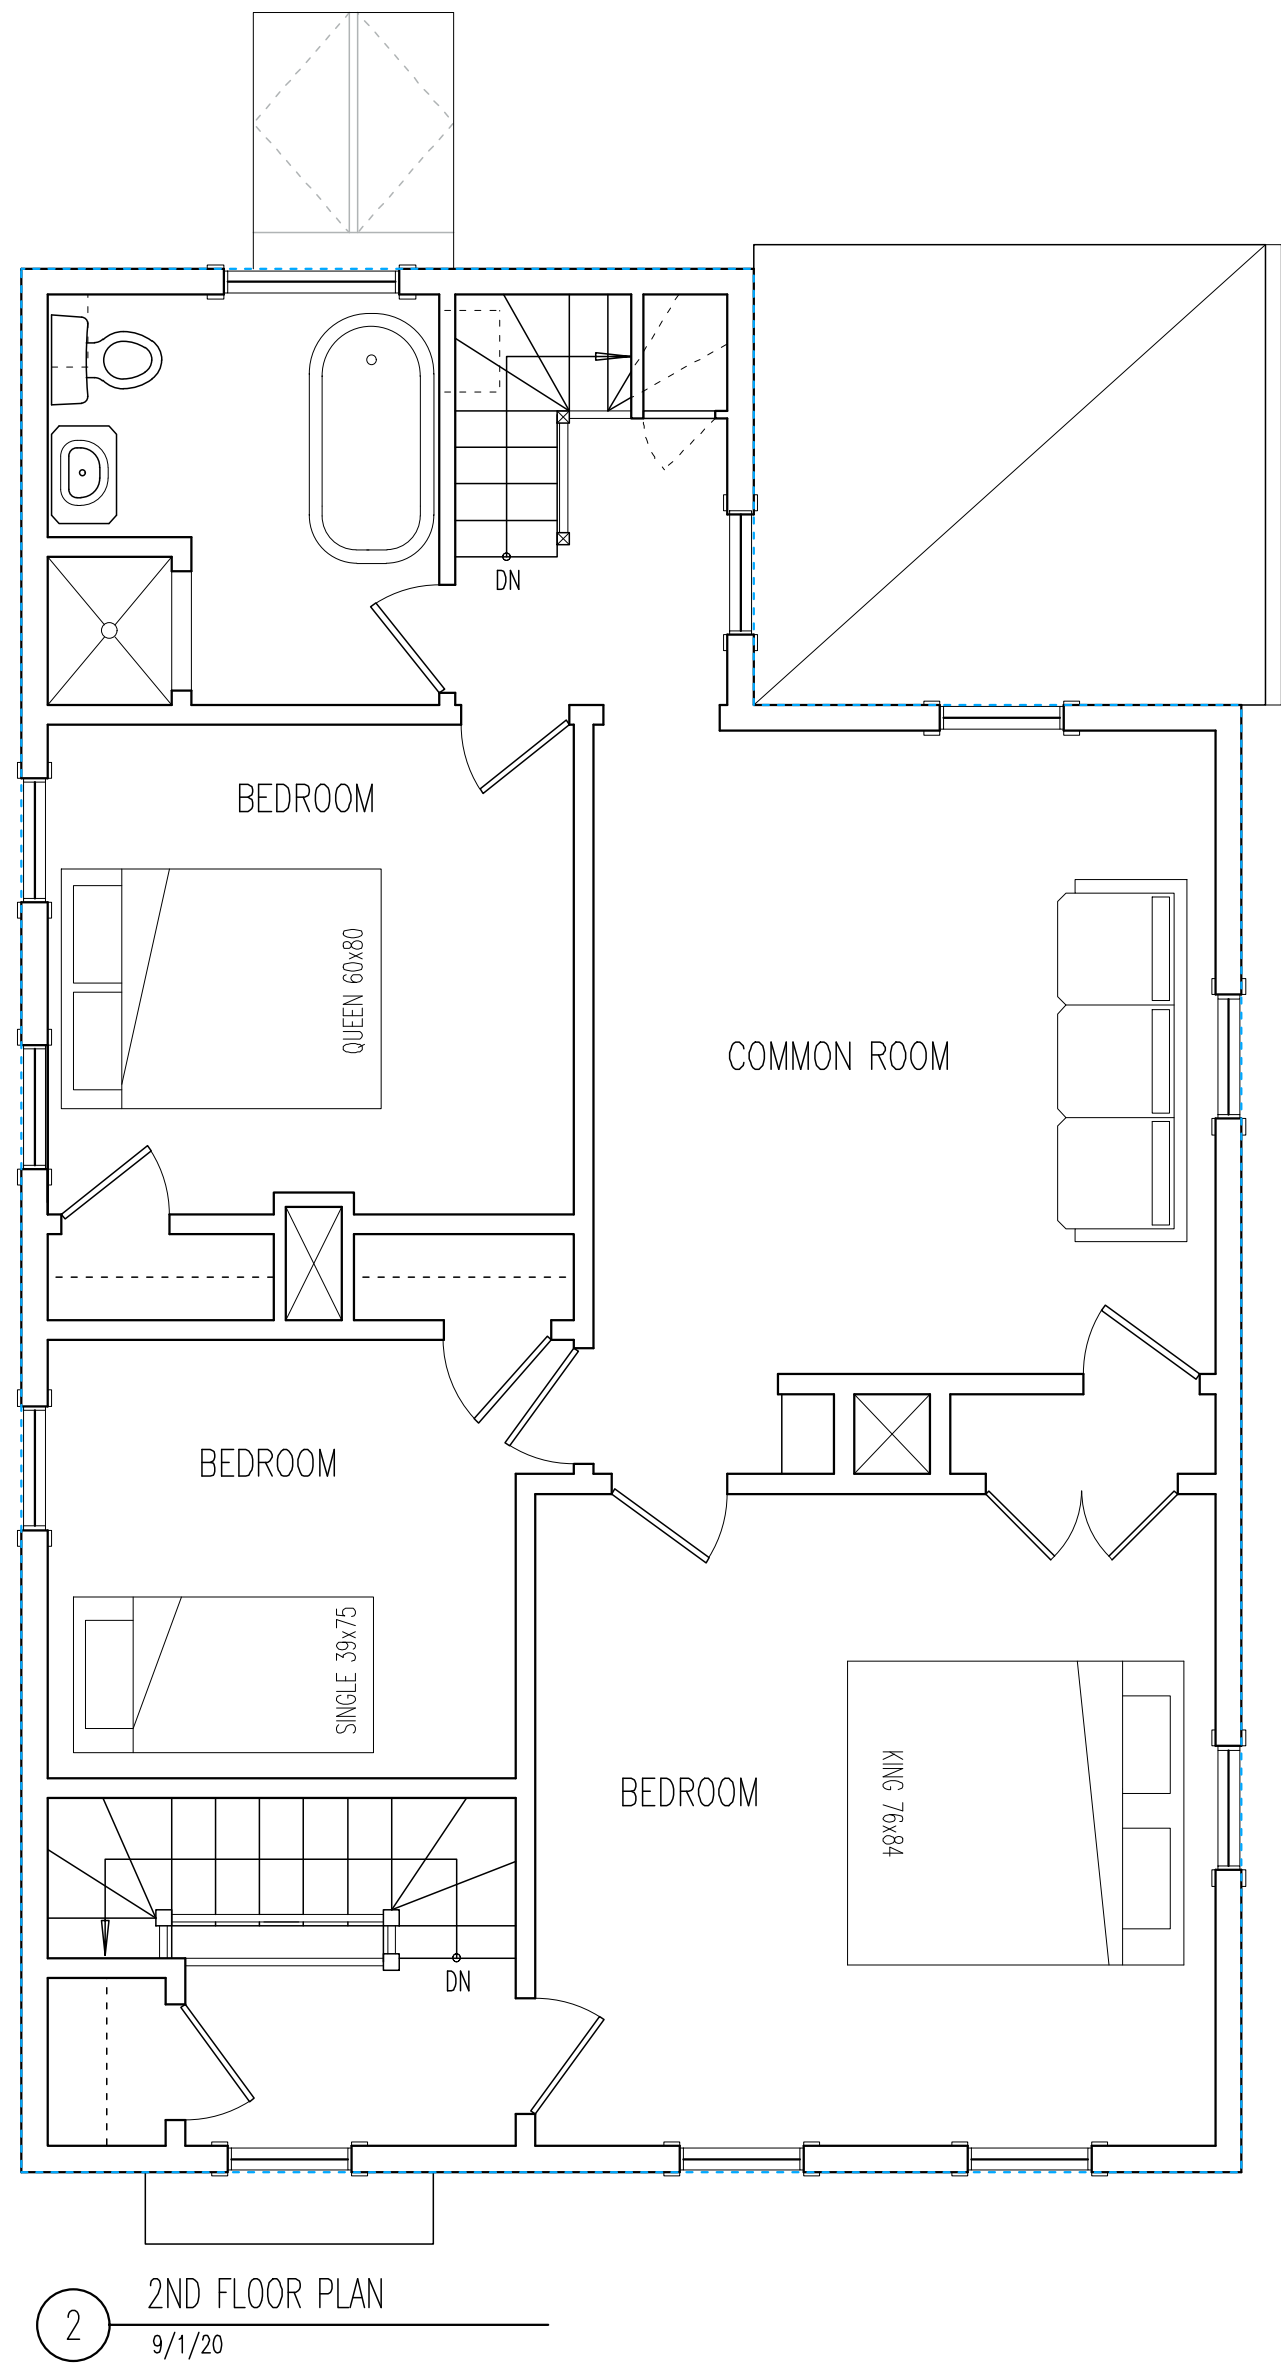 DN
BEDROOM
QUEEN 60x80
COMMON ROOM
BEDROOM
SINGLE 39x75
BEDROOM
KING 76x84
DN
2
2ND FLOOR PLAN
9/1/20